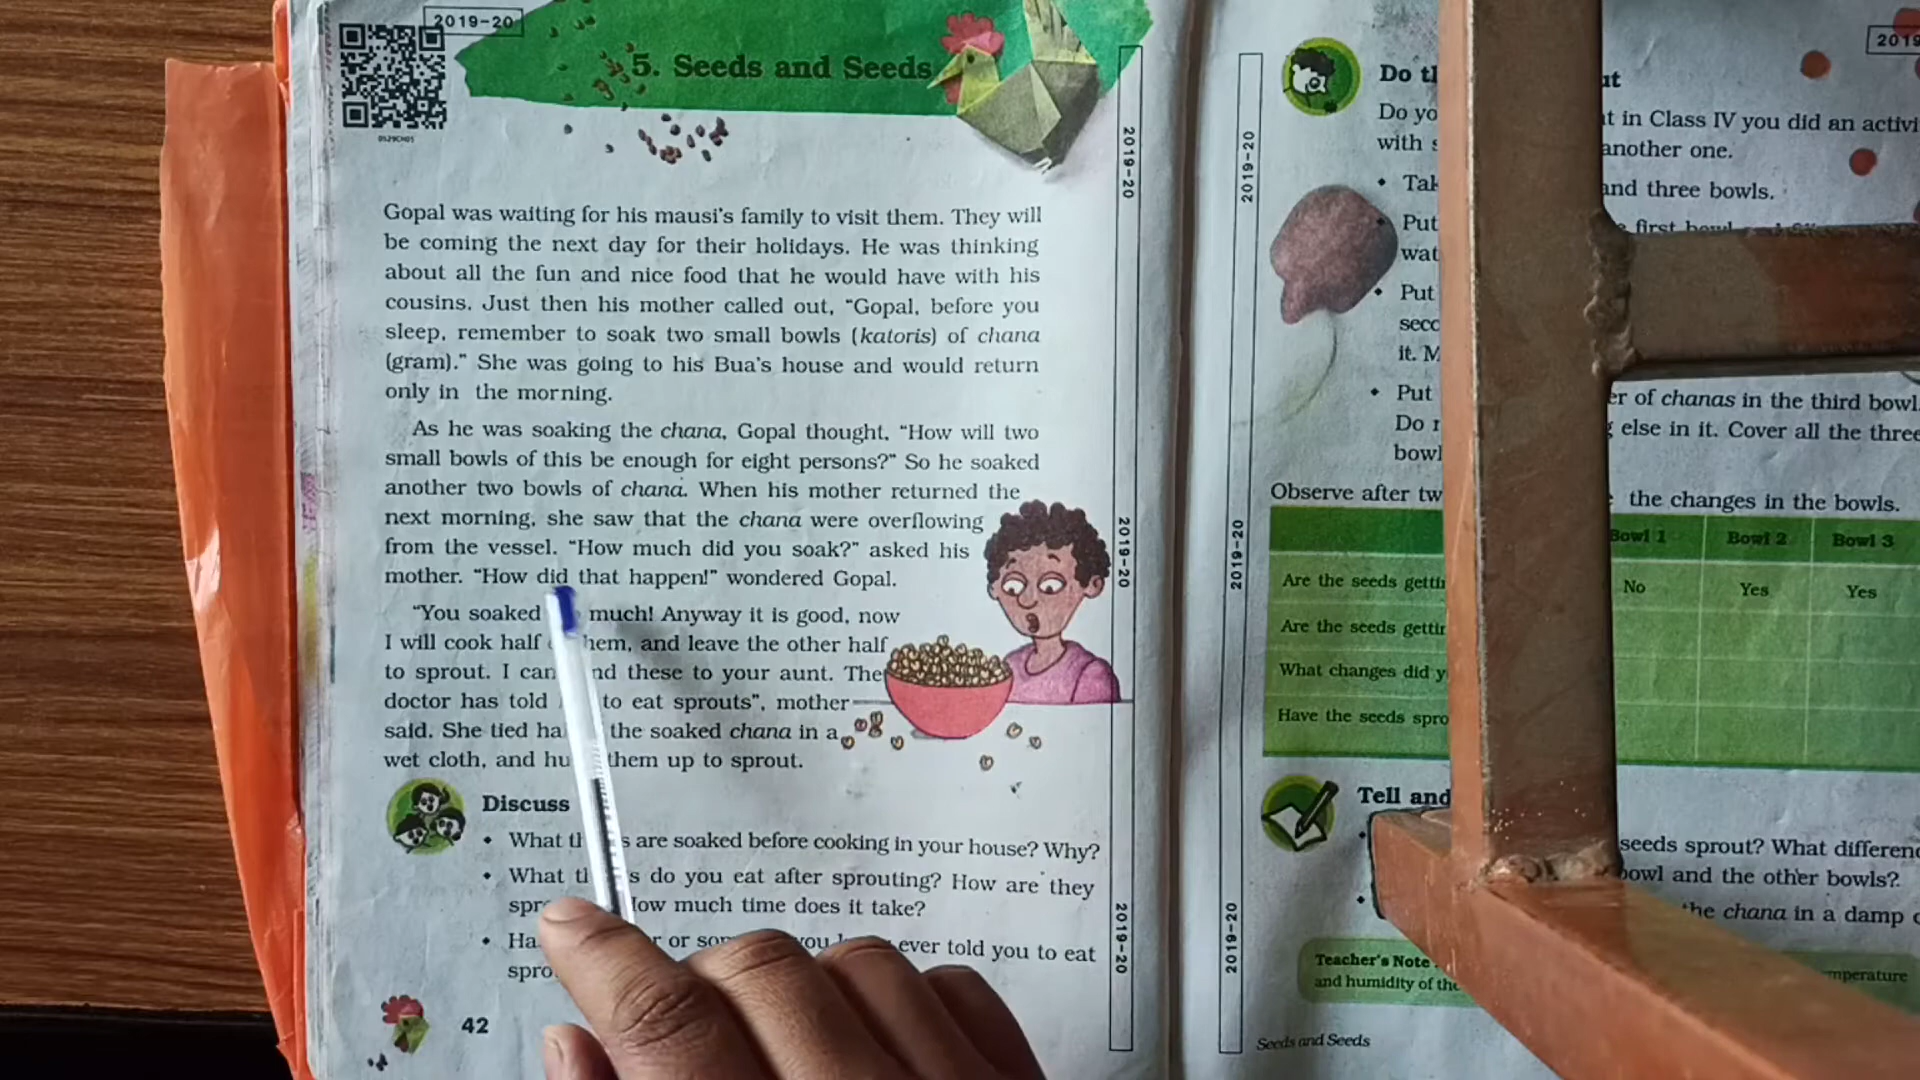 2019-20
5. Seeds and Seeds
0529CH05
Gopal was waiting for his mausi's family to visit them. They will
be coming the next day for their holidays. He was thinking
about all the fun and nice food that he would have with his
cousins. Just then his mother called out, "Gopal, before you
sleep, remember to soak two small bowls (katoris) of chana
(gram)." She was going to his Bua's house and would return
only in the morning.
As he was soaking the chana, Gopal thought, "How will two
small bowls of this be enough for eight persons?" So he soaked
another two bowls of chana. When his mother returned the
next morning, she saw that the chana were overflowing
from the vessel. "How much did you soak?" asked his
mother. "How did that happen!" wondered Gopal.
"You soaked much! Anyway it is good, now
I will cook half hem, and leave the other half
to sprout. I can nd these to your aunt. The
doctor has told to eat sprouts", mother
said. She tied ha the soaked chana in a
wet cloth, and hu them up to sprout.
Discuss
• What th s are soaked before cooking in your house? Why?
• What th s do you eat after sprouting? How are they
spro How much time does it take?
• Ha r or som you ever told you to eat
spro
42
2019-20
2019-20
2019-20
2019-20
2019-20
2019-20
2019
Do th ut
Do yo t in Class IV you did an activi
with s another one.
• Tak and three bowls.
• Put first bowl
wat
• Put
seco
it. M
• Put er of chanas in the third bowl.
Do n g else in it. Cover all the three
bowl
Observe after tw the changes in the bowls.
Bowl 1 Bowl 2 Bowl 3
Are the seeds getti No Yes Yes
Are the seeds gettin
What changes did y
Have the seeds spro
Tell and
• seeds sprout? What differenc
bowl and the other bowls?
• the chana in a damp c
Teacher's Note mperature
and humidity of the
Seeds and Seeds